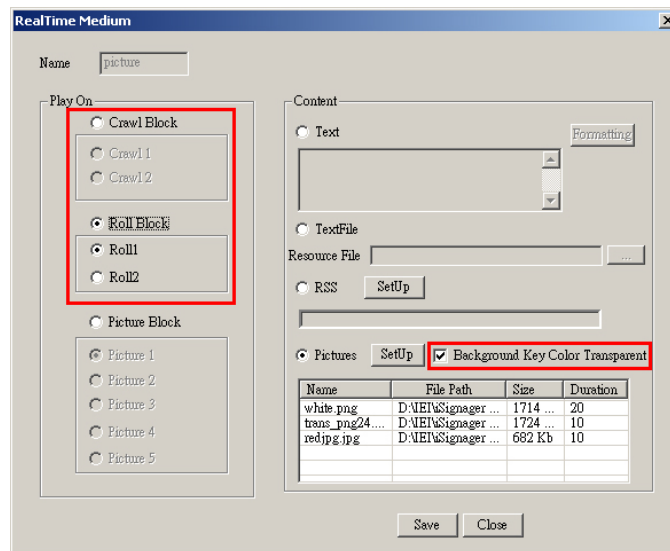 RealTime Medium
Name picture
Play On
Crawl Block
Crawl 1
Crawl 2
Roll Block
Roll1
Roll2
Picture Block
Picture 1
Picture 2
Picture 3
Picture 4
Picture 5
Content
Text Formatting
TextFile
Resource File ...
RSS SetUp
Pictures SetUp Background Key Color Transparent
Name File Path Size Duration
white.png D:\IEI\iSignager ... 1714 ... 20
trans_png24.... D:\IEI\iSignager ... 1724 ... 10
redjpg.jpg D:\IEI\iSignager ... 682 Kb 10
Save Close